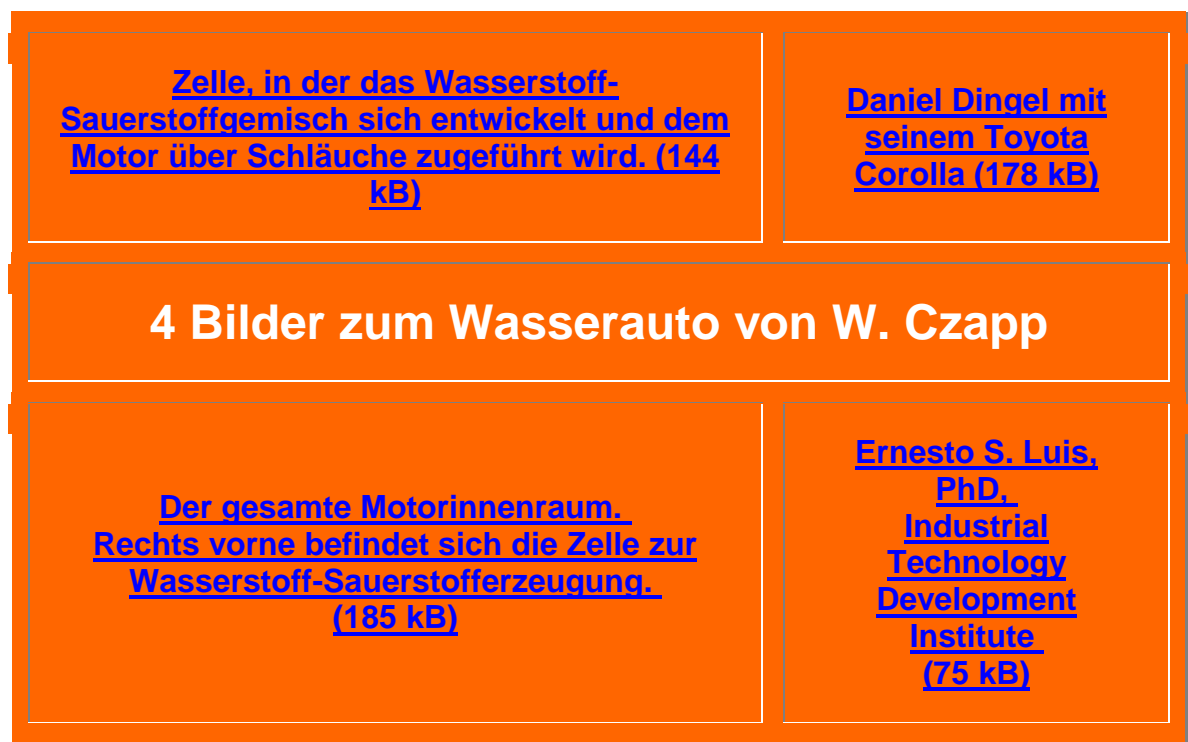 Zelle, in der das Wasserstoff-
Sauerstoffgemisch sich entwickelt und dem
Motor über Schläuche zugeführt wird. (144
kB)
Daniel Dingel mit
seinem Toyota
Corolla (178 kB)
4 Bilder zum Wasserauto von W. Czapp
Der gesamte Motorinnenraum.
Rechts vorne befindet sich die Zelle zur
Wasserstoff-Sauerstofferzeugung.
(185 kB)
Ernesto S. Luis,
PhD,
Industrial
Technology
Development
Institute
(75 kB)